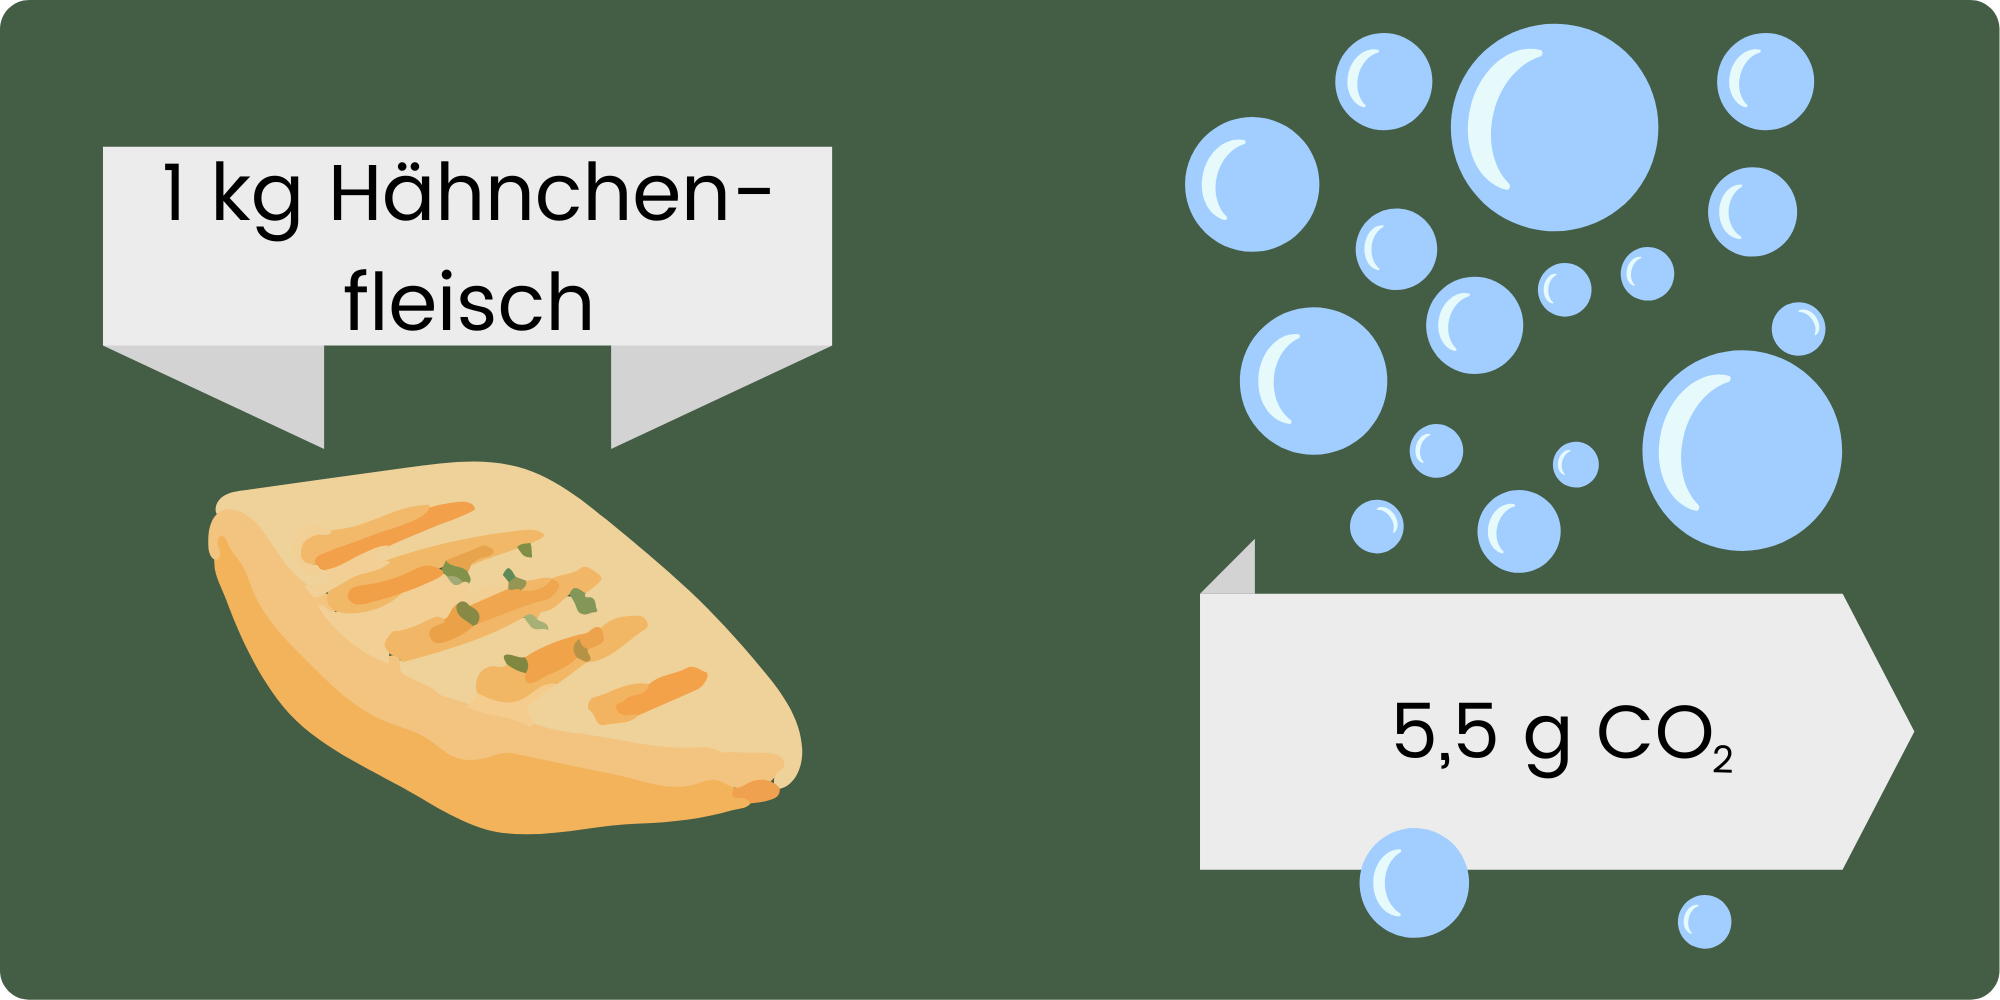 1 kg Hähnchen-
fleisch
5,5 g CO₂